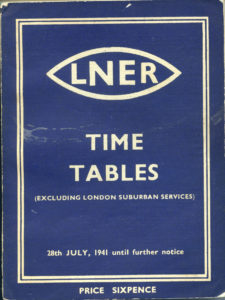 LNER
TIME
TABLES
(EXCLUDING LONDON SUBURBAN SERVICES)
28th JULY, 1941 until further notice
PRICE SIXPENCE